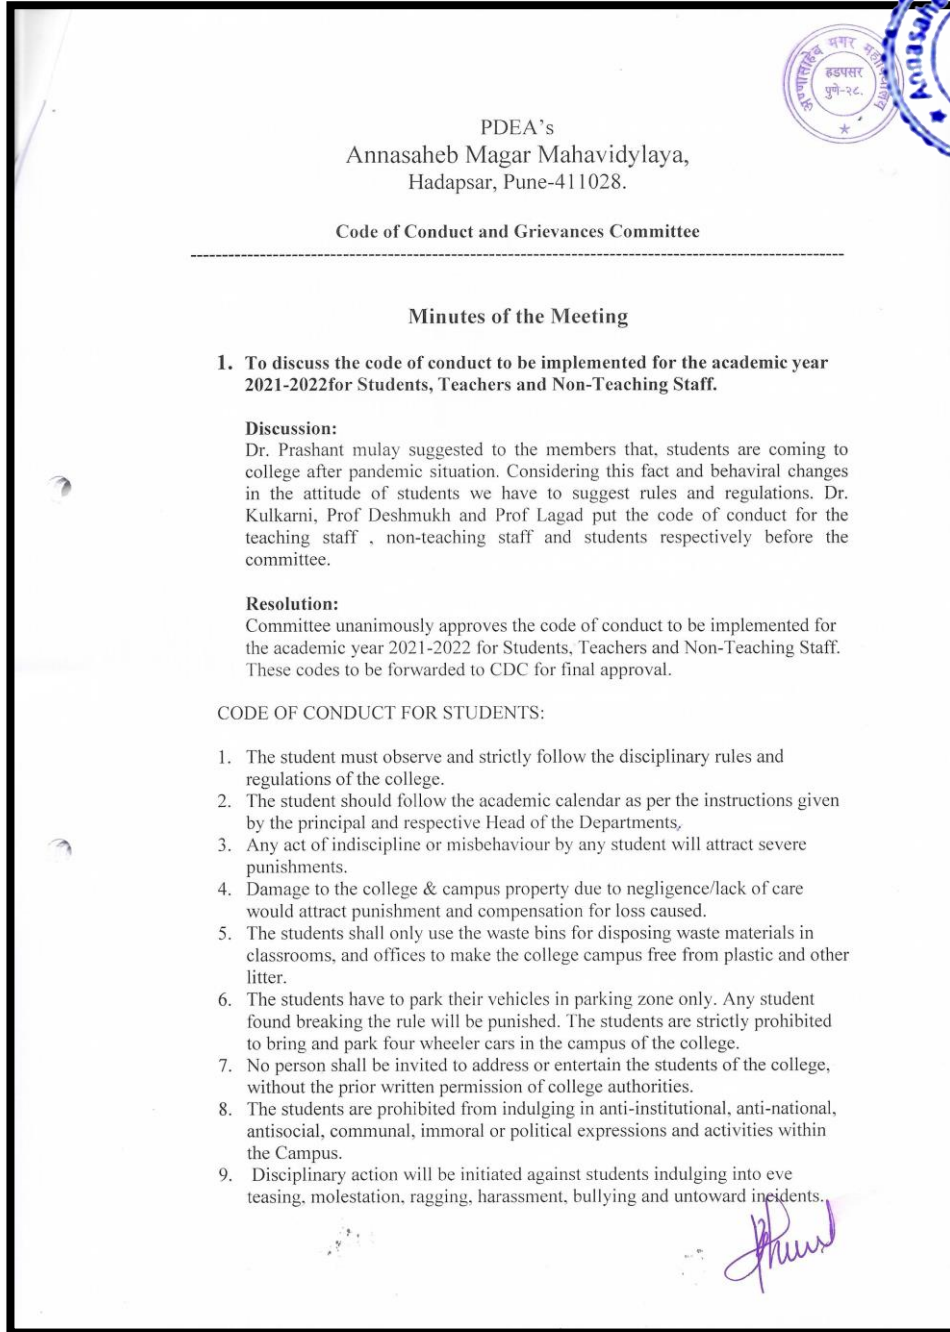 अण्णासाहेब मगर महाविद्यालय
हडपसर
पुणे-२८.
Annasahe
PDEA's
Annasaheb Magar Mahavidylaya,
Hadapsar, Pune-411028.
Code of Conduct and Grievances Committee
Minutes of the Meeting
1. To discuss the code of conduct to be implemented for the academic year
2021-2022for Students, Teachers and Non-Teaching Staff.
Discussion:
Dr. Prashant mulay suggested to the members that, students are coming to
college after pandemic situation. Considering this fact and behaviral changes
in the attitude of students we have to suggest rules and regulations. Dr.
Kulkarni, Prof Deshmukh and Prof Lagad put the code of conduct for the
teaching staff , non-teaching staff and students respectively before the
committee.
Resolution:
Committee unanimously approves the code of conduct to be implemented for
the academic year 2021-2022 for Students, Teachers and Non-Teaching Staff.
These codes to be forwarded to CDC for final approval.
CODE OF CONDUCT FOR STUDENTS:
1. The student must observe and strictly follow the disciplinary rules and
regulations of the college.
2. The student should follow the academic calendar as per the instructions given
by the principal and respective Head of the Departments.
3. Any act of indiscipline or misbehaviour by any student will attract severe
punishments.
4. Damage to the college & campus property due to negligence/lack of care
would attract punishment and compensation for loss caused.
5. The students shall only use the waste bins for disposing waste materials in
classrooms, and offices to make the college campus free from plastic and other
litter.
6. The students have to park their vehicles in parking zone only. Any student
found breaking the rule will be punished. The students are strictly prohibited
to bring and park four wheeler cars in the campus of the college.
7. No person shall be invited to address or entertain the students of the college,
without the prior written permission of college authorities.
8. The students are prohibited from indulging in anti-institutional, anti-national,
antisocial, communal, immoral or political expressions and activities within
the Campus.
9. Disciplinary action will be initiated against students indulging into eve
teasing, molestation, ragging, harassment, bullying and untoward incidents.